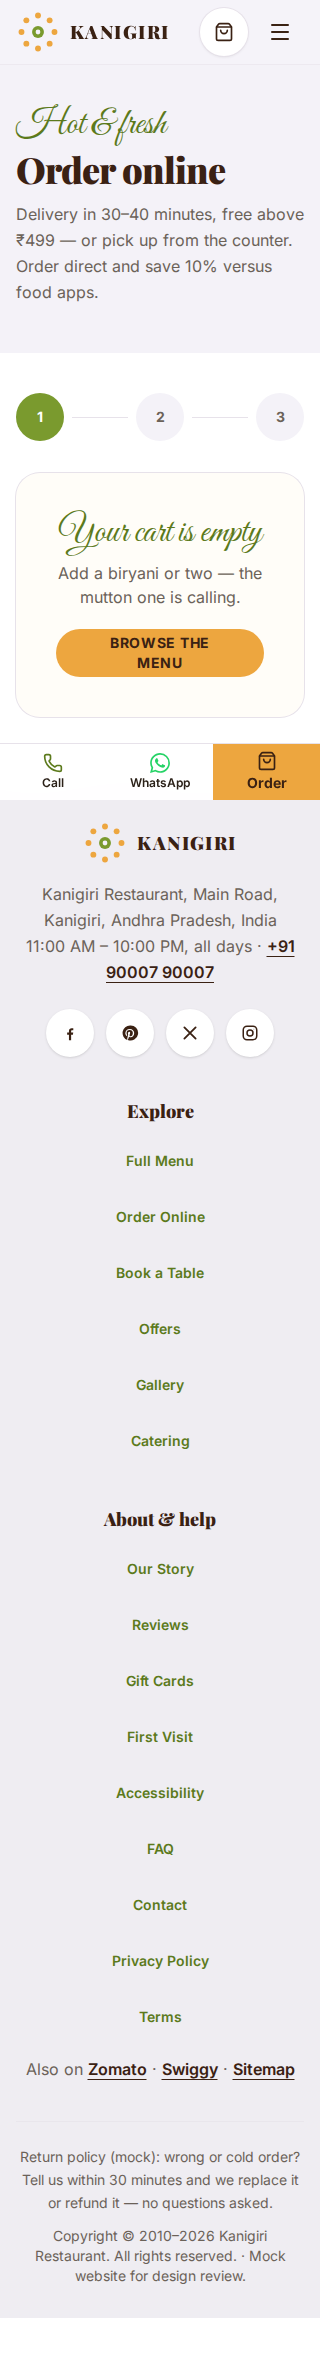 KANIGIRI
Hot & fresh
Order online
Delivery in 30–40 minutes, free above
₹499 — or pick up from the counter.
Order direct and save 10% versus
food apps.
1 2 3
Your cart is empty
Add a biryani or two — the
mutton one is calling.
BROWSE THE
MENU
Call WhatsApp Order
KANIGIRI
Kanigiri Restaurant, Main Road,
Kanigiri, Andhra Pradesh, India
11:00 AM – 10:00 PM, all days · +91
90007 90007
Explore
Full Menu
Order Online
Book a Table
Offers
Gallery
Catering
About & help
Our Story
Reviews
Gift Cards
First Visit
Accessibility
FAQ
Contact
Privacy Policy
Terms
Also on Zomato · Swiggy · Sitemap
Return policy (mock): wrong or cold order?
Tell us within 30 minutes and we replace it
or refund it — no questions asked.
Copyright © 2010–2026 Kanigiri
Restaurant. All rights reserved. · Mock
website for design review.